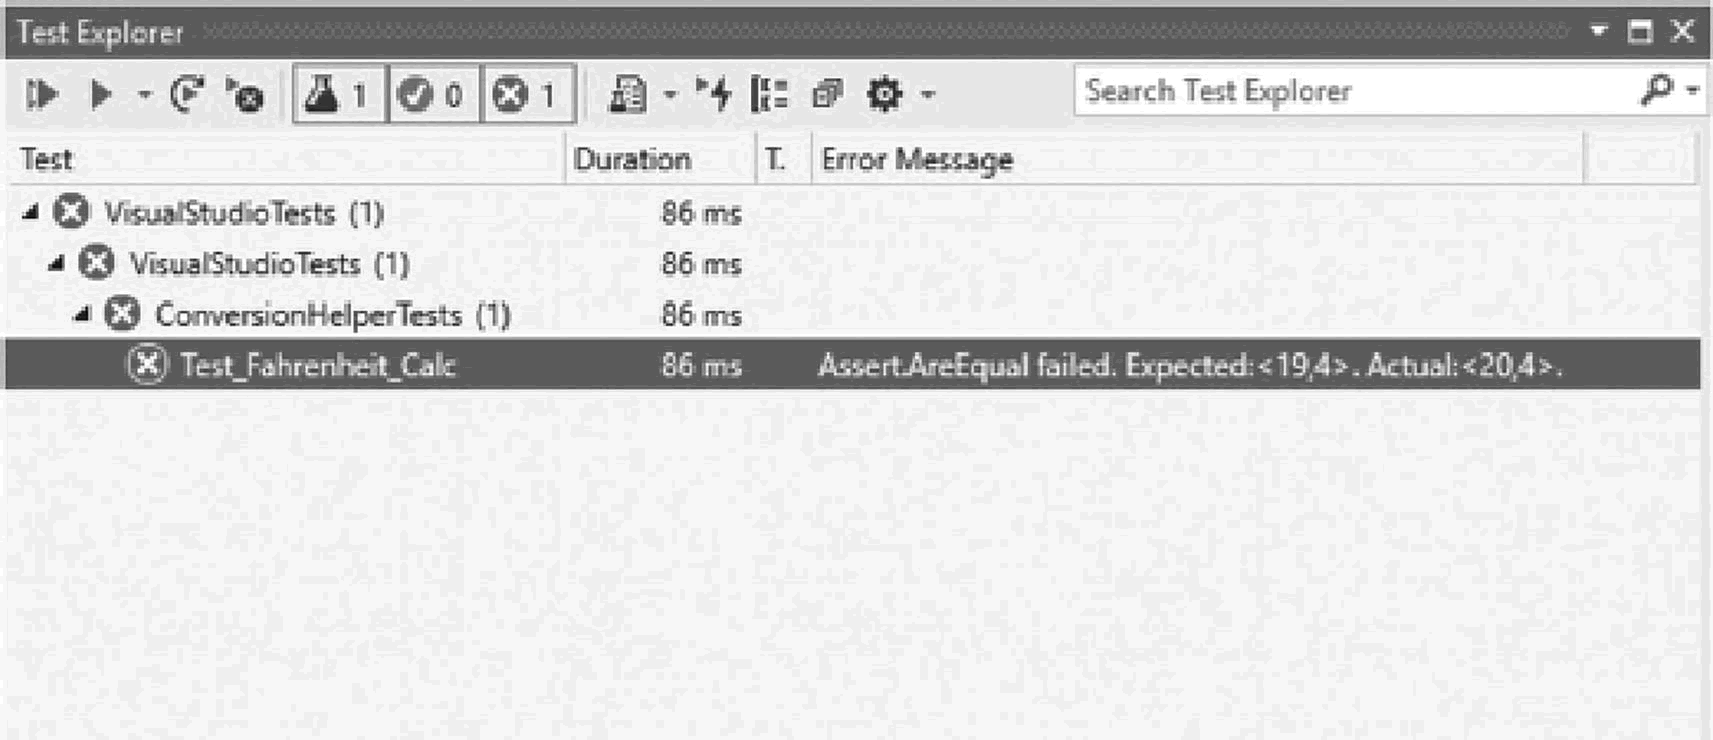 Test Explorer
1 0 1 Search Test Explorer
Test Duration T. Error Message
VisualStudioTests (1) 86 ms
VisualStudioTests (1) 86 ms
ConversionHelperTests (1) 86 ms
Test_Fahrenheit_Calc 86 ms Assert.AreEqual failed. Expected:<19,4>. Actual:<20,4>.